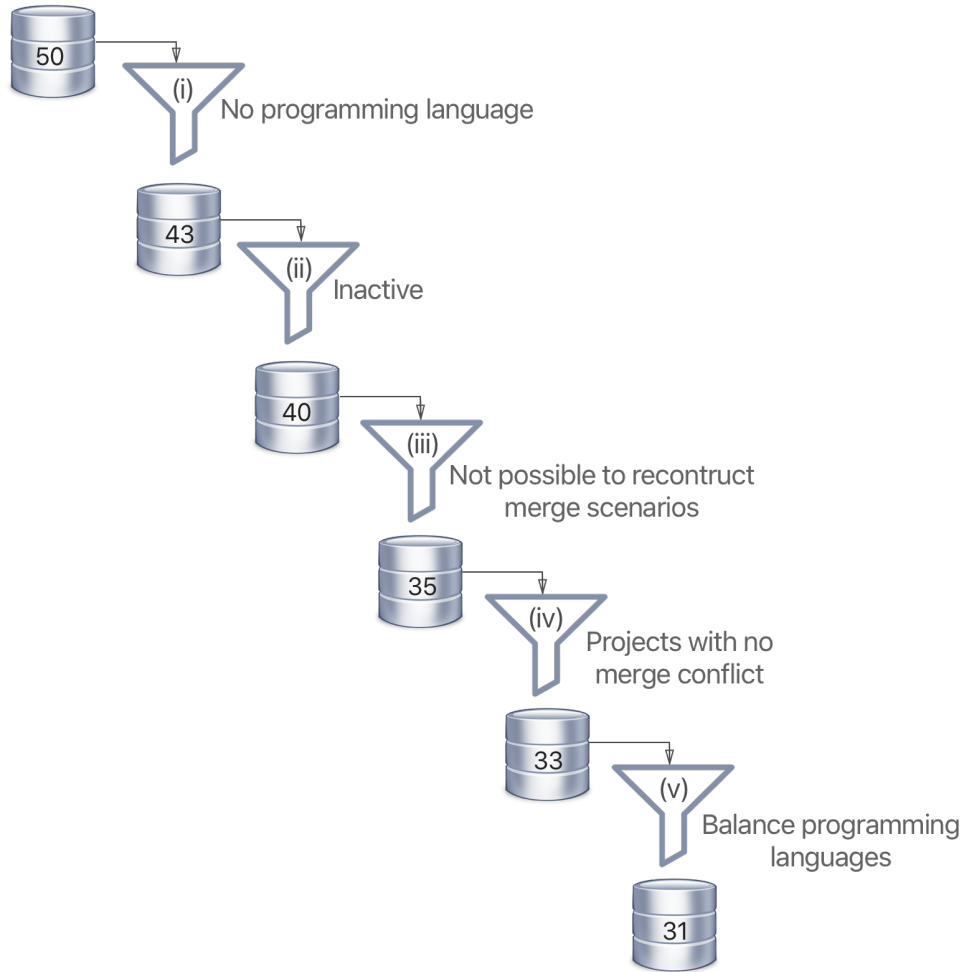 50
(i)
No programming language
43
(ii)
Inactive
40
(iii)
Not possible to recontruct
merge scenarios
35
(iv)
Projects with no
merge conflict
33
(v)
Balance programming
languages
31